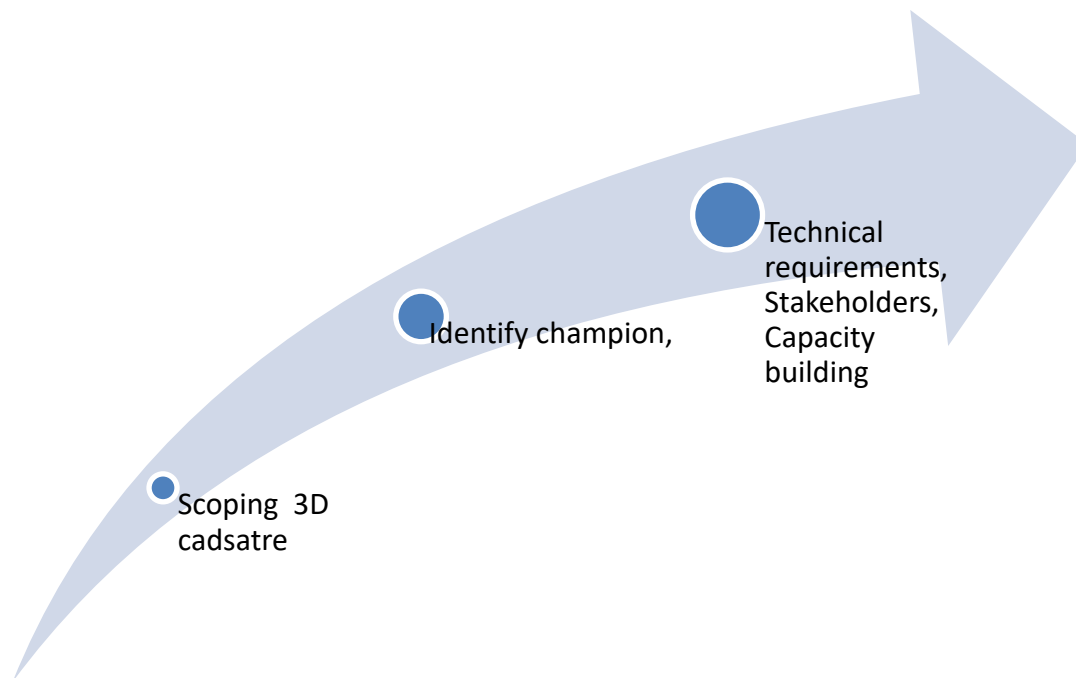 Technical
requirements,
Stakeholders,
Capacity
building
Identify champion,
Scoping  3D
cadsatre